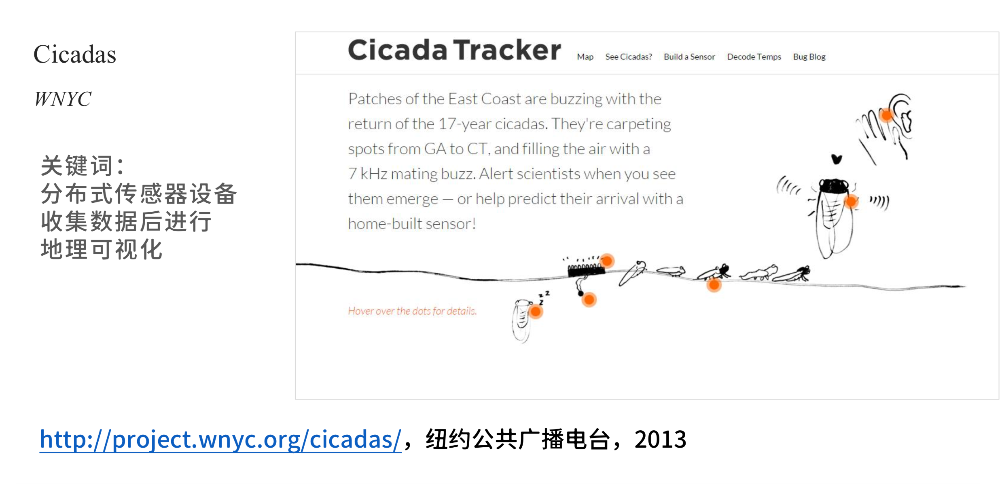 Cicadas
WNYC
关键词：
分布式传感器设备
收集数据后进行
地理可视化
Cicada Tracker
Map See Cicadas? Build a Sensor Decode Temps Bug Blog
Patches of the East Coast are buzzing with the
return of the 17-year cicadas. They're carpeting
spots from GA to CT, and filling the air with a
7 kHz mating buzz. Alert scientists when you see
them emerge — or help predict their arrival with a
home-built sensor!
z z
z
Hover over the dots for details.
http://project.wnyc.org/cicadas/，纽约公共广播电台，2013